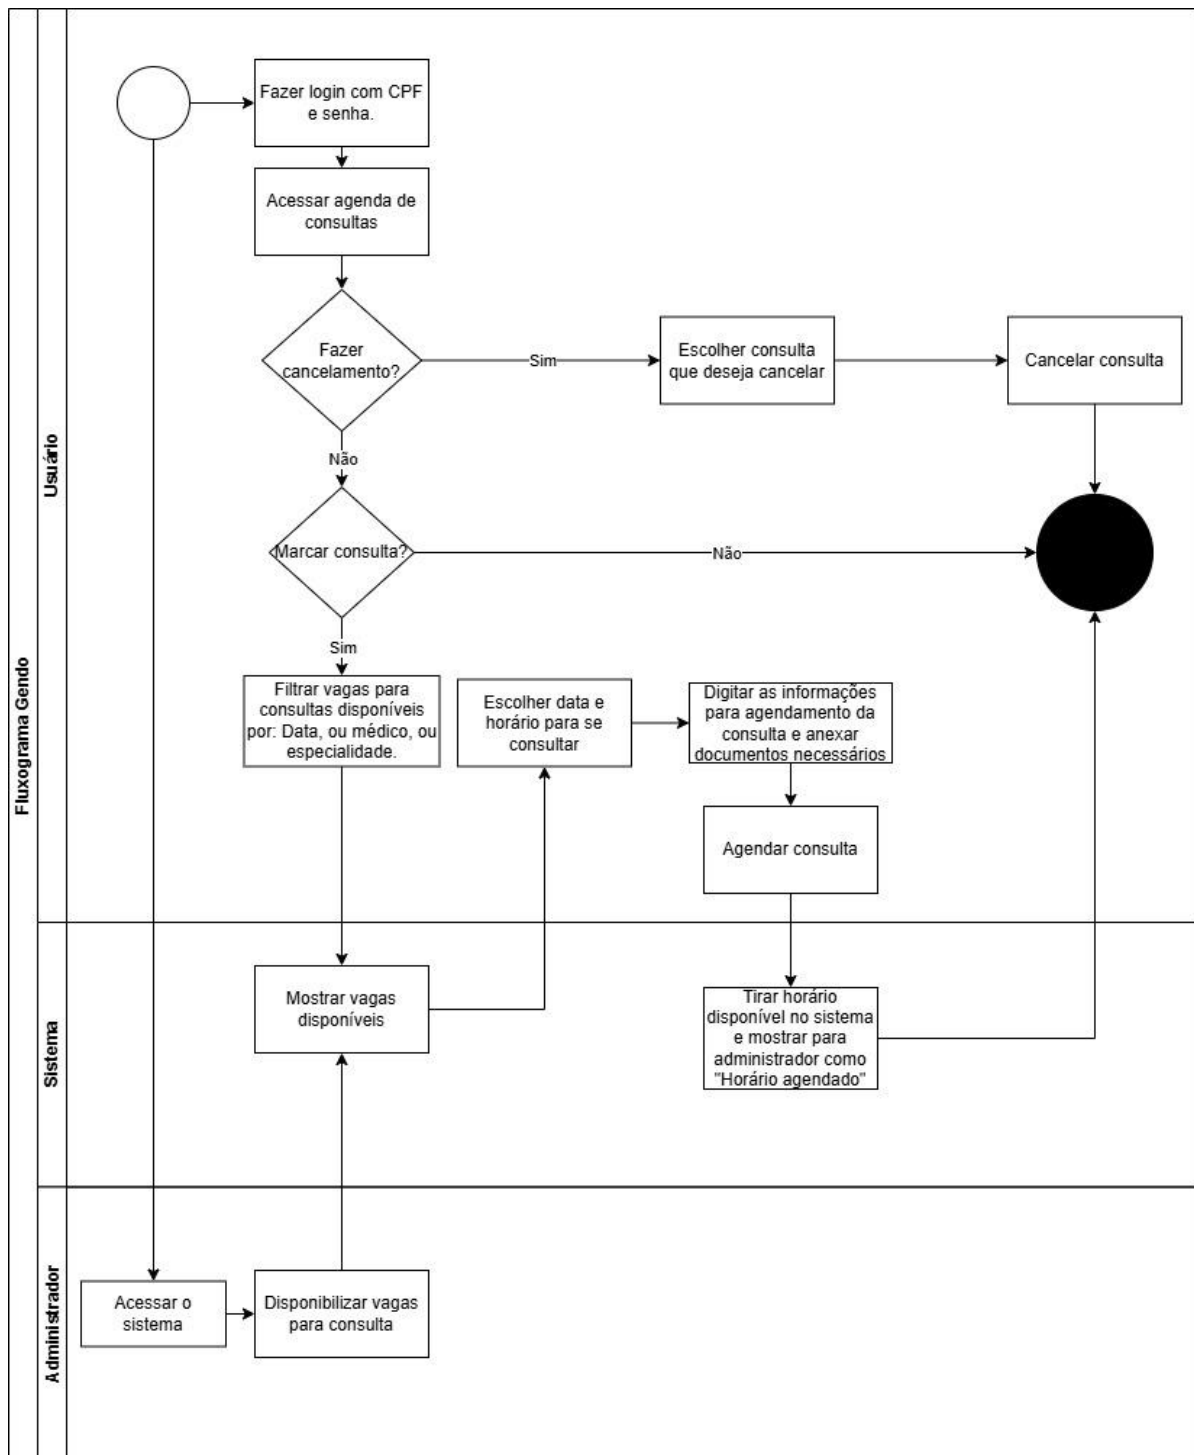 Fluxograma Gendo
Usuário
Fazer login com CPF
e senha.
Acessar agenda de
consultas
Fazer
cancelamento?
Sim
Escolher consulta
que deseja cancelar
Cancelar consulta
Não
Marcar consulta?
Não
Sim
Filtrar vagas para
consultas disponíveis
por: Data, ou médico, ou
especialidade.
Escolher data e
horário para se
consultar
Digitar as informações
para agendamento da
consulta e anexar
documentos necessários
Agendar consulta
Sistema
Mostrar vagas
disponíveis
Tirar horário
disponível no sistema
e mostrar para
administrador como
"Horário agendado"
Administrador
Acessar o
sistema
Disponibilizar vagas
para consulta